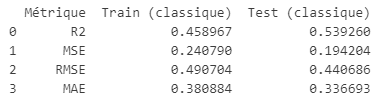 Métrique Train (classique) Test (classique)
0 R2 0.458967 0.539260
1 MSE 0.240790 0.194204
2 RMSE 0.490704 0.440686
3 MAE 0.380884 0.336693